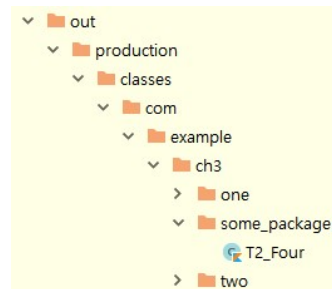 out
production
classes
com
example
ch3
one
some_package
T2_Four
two